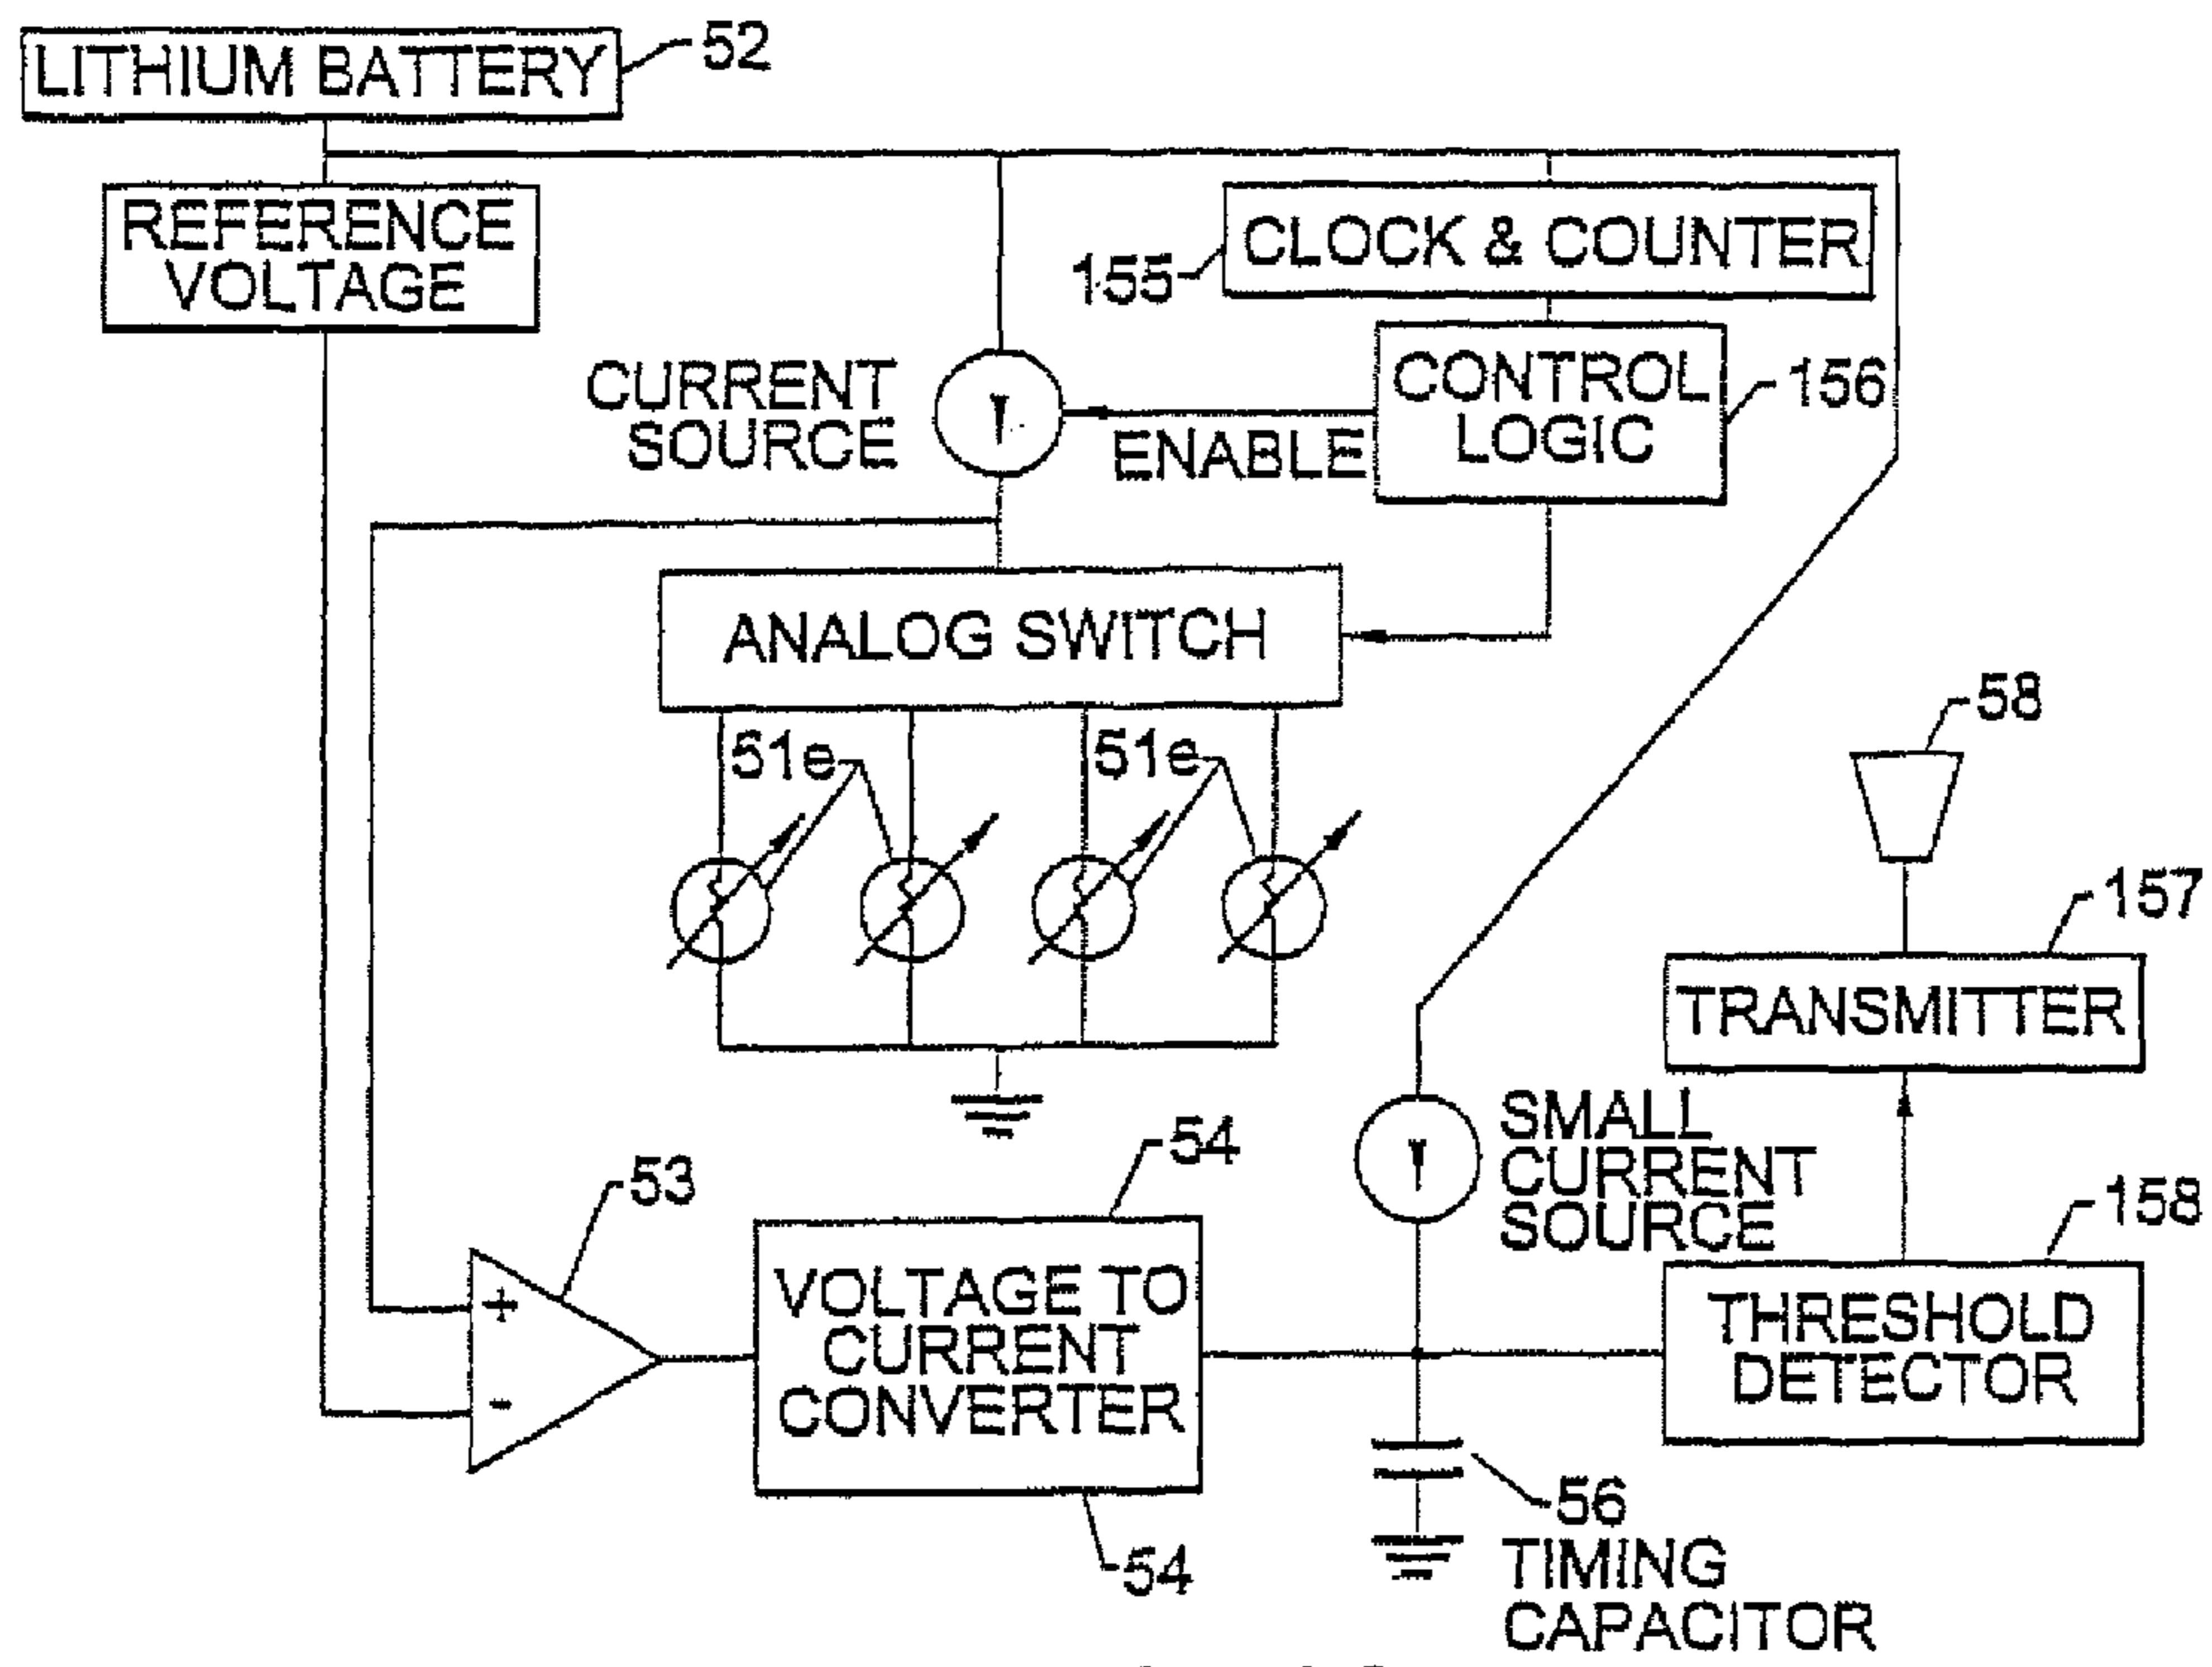 LITHIUM BATTERY
52
REFERENCE
VOLTAGE
CLOCK & COUNTER
155
CURRENT
SOURCE
ENABLE
CONTROL
LOGIC
156
ANALOG SWITCH
51e
51e
58
157
TRANSMITTER
SMALL
CURRENT
SOURCE
53
+
-
54
VOLTAGE TO
CURRENT
CONVERTER
54
158
THRESHOLD
DETECTOR
56
TIMING
CAPACITOR